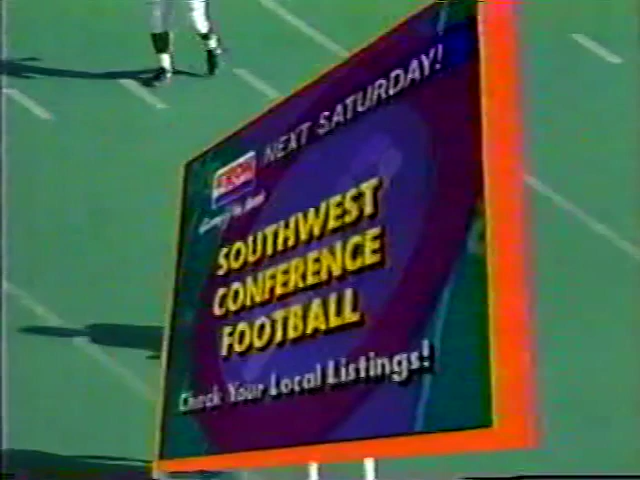 NEXT SATURDAY!
SOUTHWEST
CONFERENCE
FOOTBALL
Check Your Local Listings!